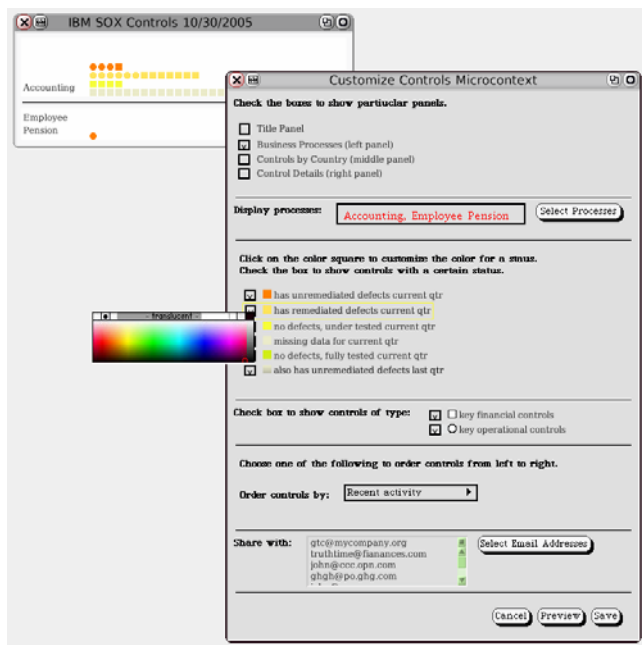 IBM SOX Controls 10/30/2005
Accounting
Employee
Pension
Customize Controls Microcontext
Check the boxes to show partiuclar panels.
Title Panel
Business Processes (left panel)
Controls by Country (middle panel)
Control Details (right panel)
Display processes:
Accounting, Employee Pension
Select Processes
Click on the color square to customize the color for a status.
Check the box to show controls with a certain status.
has unremediated defects current qtr
has remediated defects current qtr
- translucent -
no defects, under tested current qtr
missing data for current qtr
no defects, fully tested current qtr
also has unremediated defects last qtr
Check box to show controls of type:
key financial controls
key operational controls
Choose one of the following to order controls from left to right.
Order controls by:
Recent activity
Share with:
gtc@mycompany.org
truthtime@fianances.com
john@ccc.opn.com
ghgh@po.ghg.com
Select Email Addresses
Cancel Preview Save